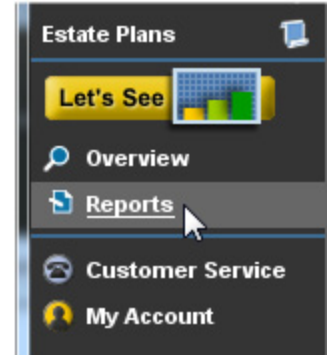 Estate Plans
Let's See
Overview
Reports
Customer Service
My Account